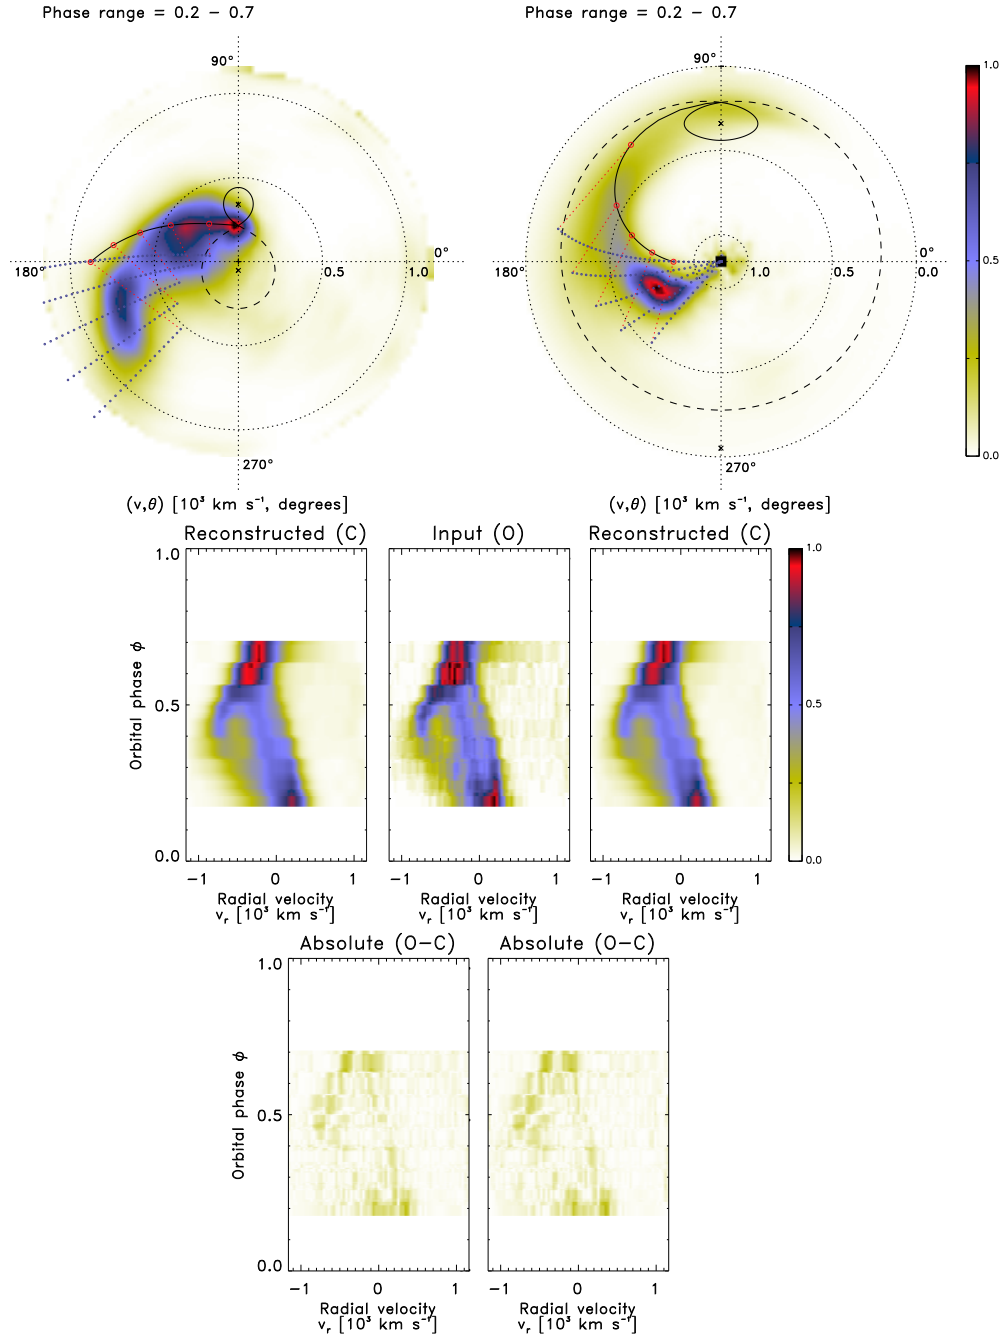 Phase range = 0.2 − 0.7
Phase range = 0.2 − 0.7
90°
90°
1.0
180°
0.5
1.0
0°
180°
1.0
0.5
0.0
0°
0.5
270°
270°
0.0
(v,θ) [10³ km s⁻¹, degrees]
(v,θ) [10³ km s⁻¹, degrees]
Reconstructed (C)
Input (O)
Reconstructed (C)
1.0
1.0
Orbital phase ϕ
0.5
0.5
0.0
0.0
−1 0 1
−1 0 1
−1 0 1
Radial velocity
vᵣ [10³ km s⁻¹]
Radial velocity
vᵣ [10³ km s⁻¹]
Radial velocity
vᵣ [10³ km s⁻¹]
Absolute (O−C)
Absolute (O−C)
1.0
Orbital phase ϕ
0.5
0.0
−1 0 1
−1 0 1
Radial velocity
vᵣ [10³ km s⁻¹]
Radial velocity
vᵣ [10³ km s⁻¹]